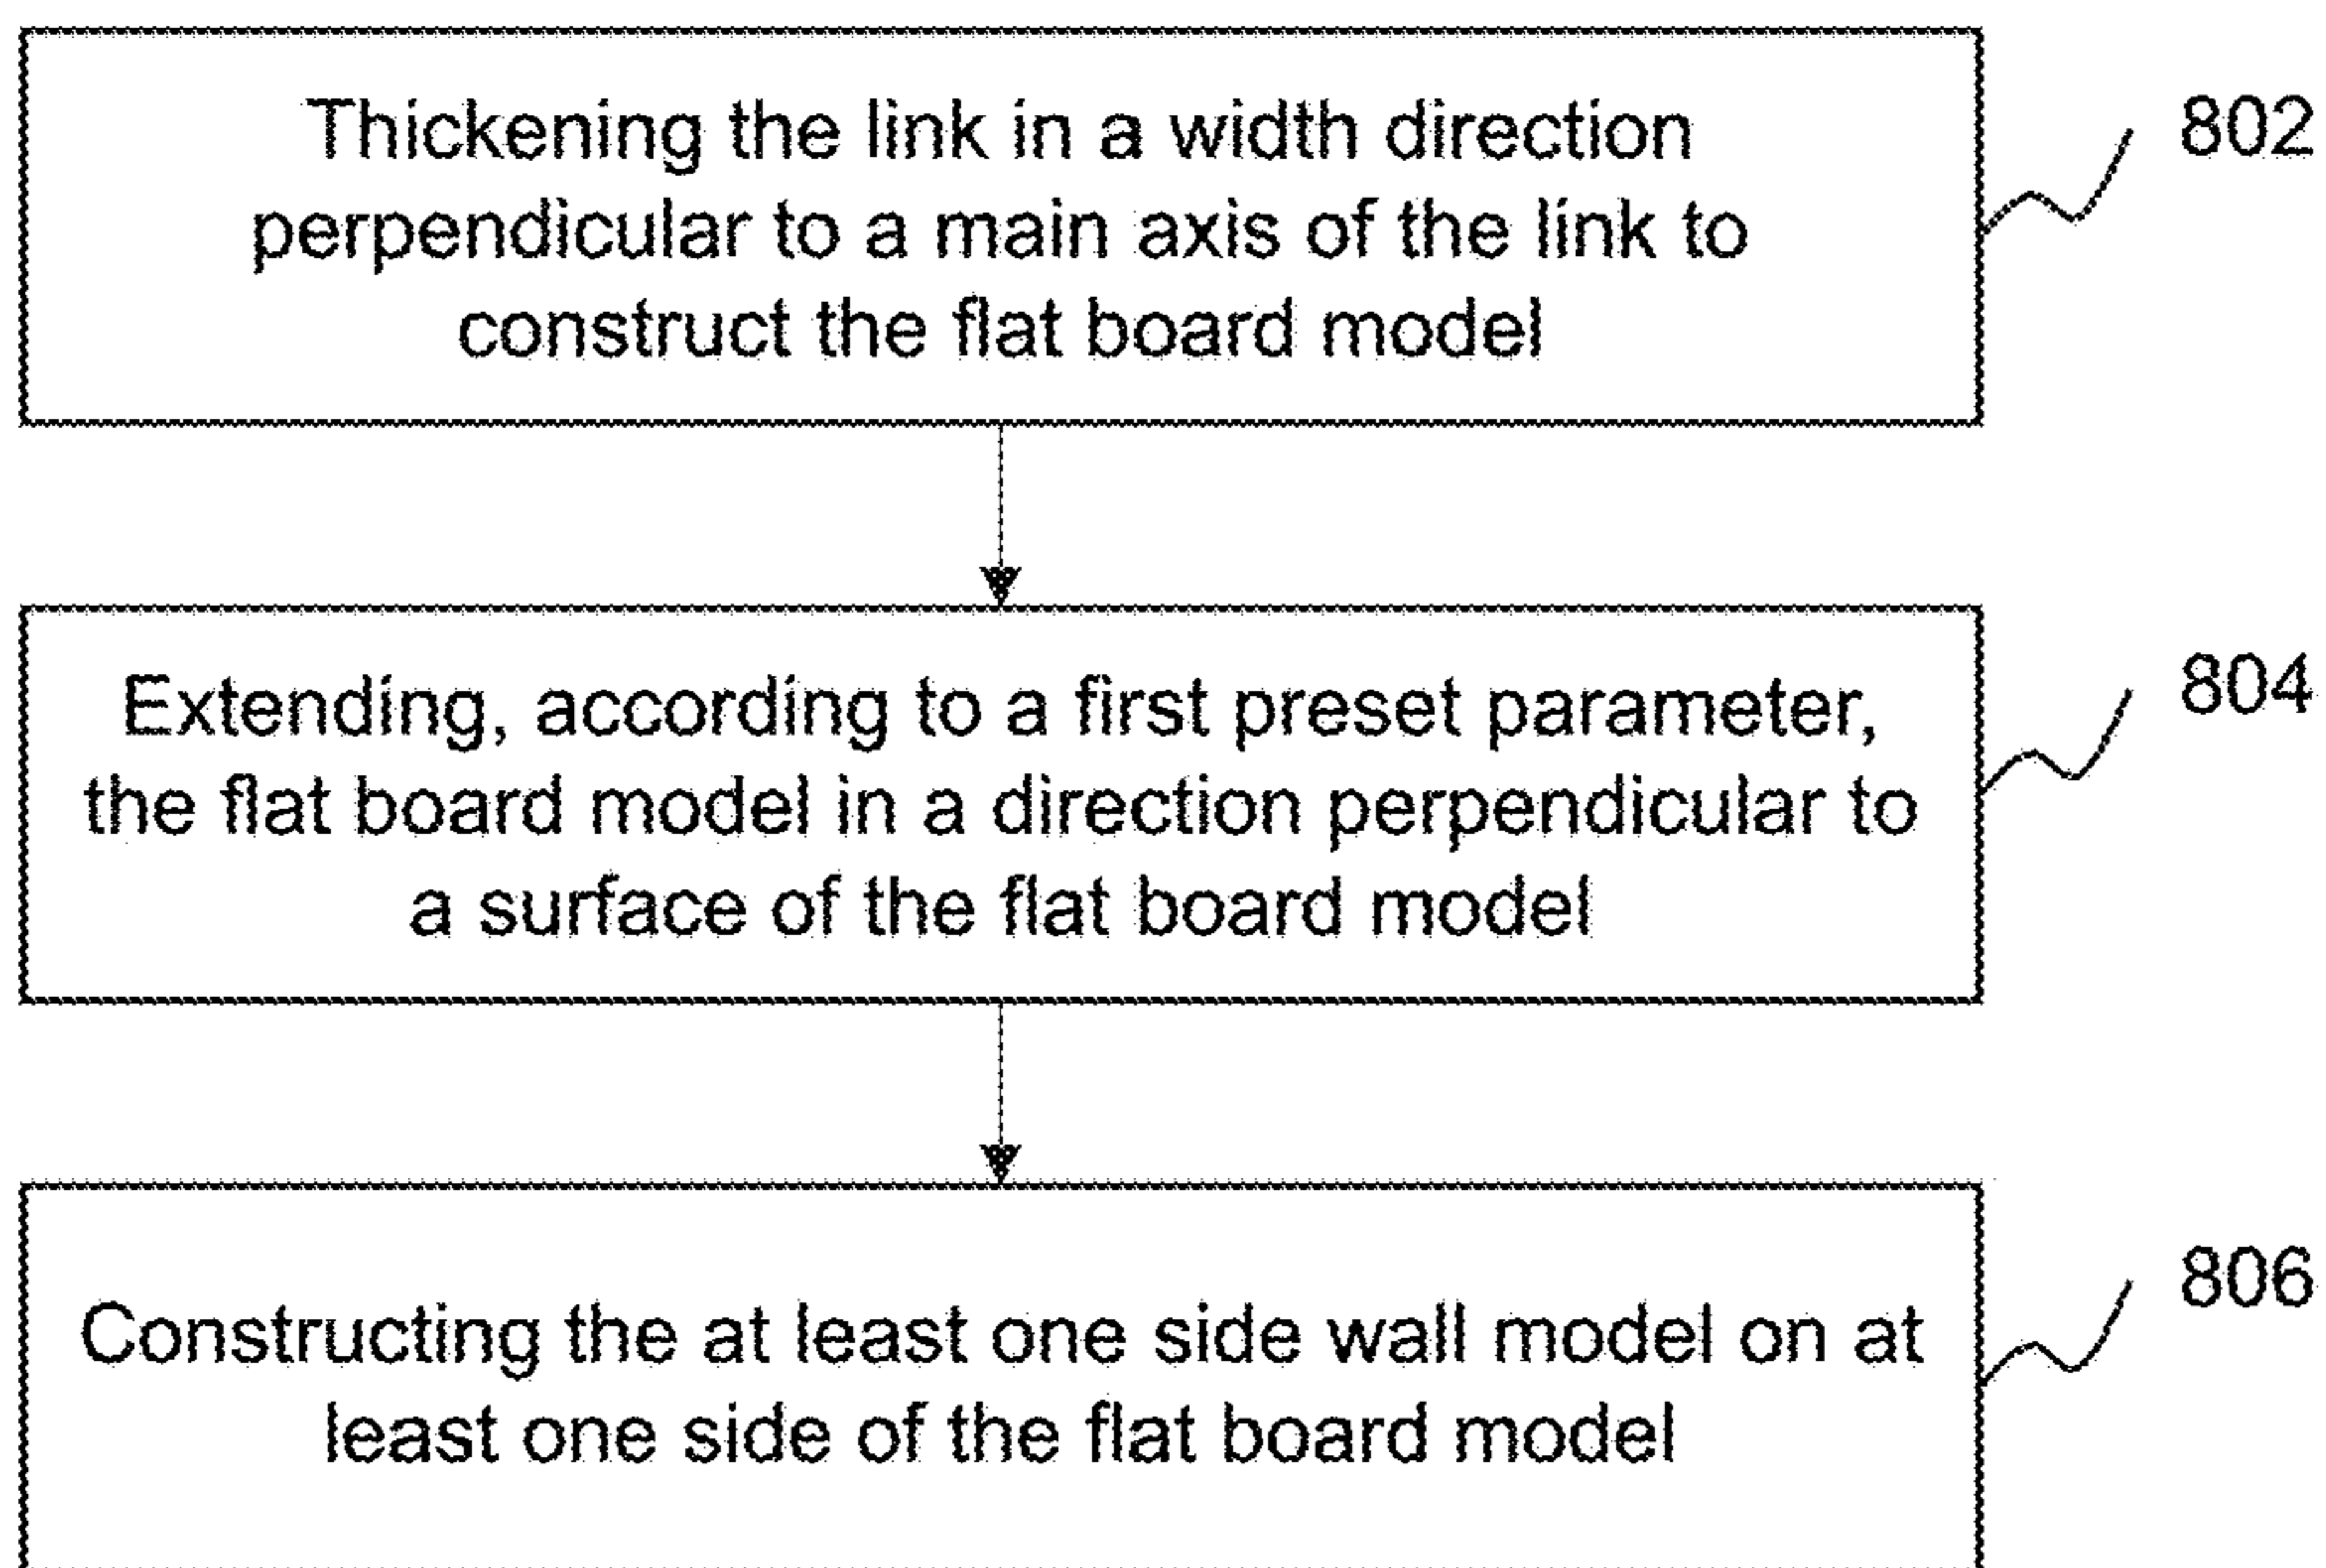 Thickening the link in a width direction
perpendicular to a main axis of the link to
construct the flat board model
802
Extending, according to a first preset parameter,
the flat board model in a direction perpendicular to
a surface of the flat board model
804
Constructing the at least one side wall model on at
least one side of the flat board model
806